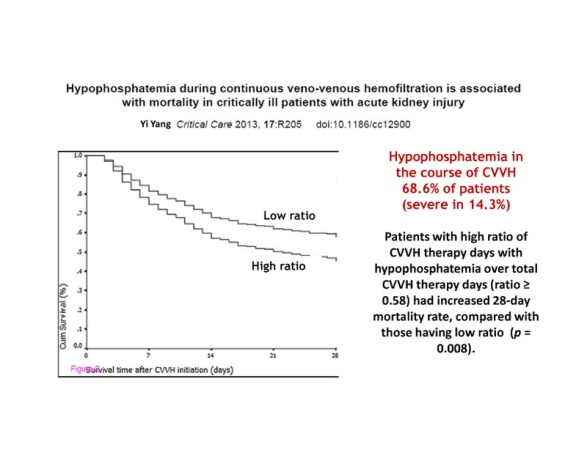 Hypophosphatemia during continuous veno-venous hemofiltration is associated
with mortality in critically ill patients with acute kidney injury
Yi Yang Critical Care 2013, 17:R205 doi:10.1186/cc12900
Hypophosphatemia in
the course of CVVH
68.6% of patients
(severe in 14.3%)
Patients with high ratio of
CVVH therapy days with
hypophosphatemia over total
CVVH therapy days (ratio ≥
0.58) had increased 28-day
mortality rate, compared with
those having low ratio (p =
0.008).
Cum Survival (%)
1.0
.9
.8
.7
.6
.5
.4
.3
.2
.1
0.0
Low ratio
High ratio
0 7 14 21 28
Survival time after CVVH initiation (days)